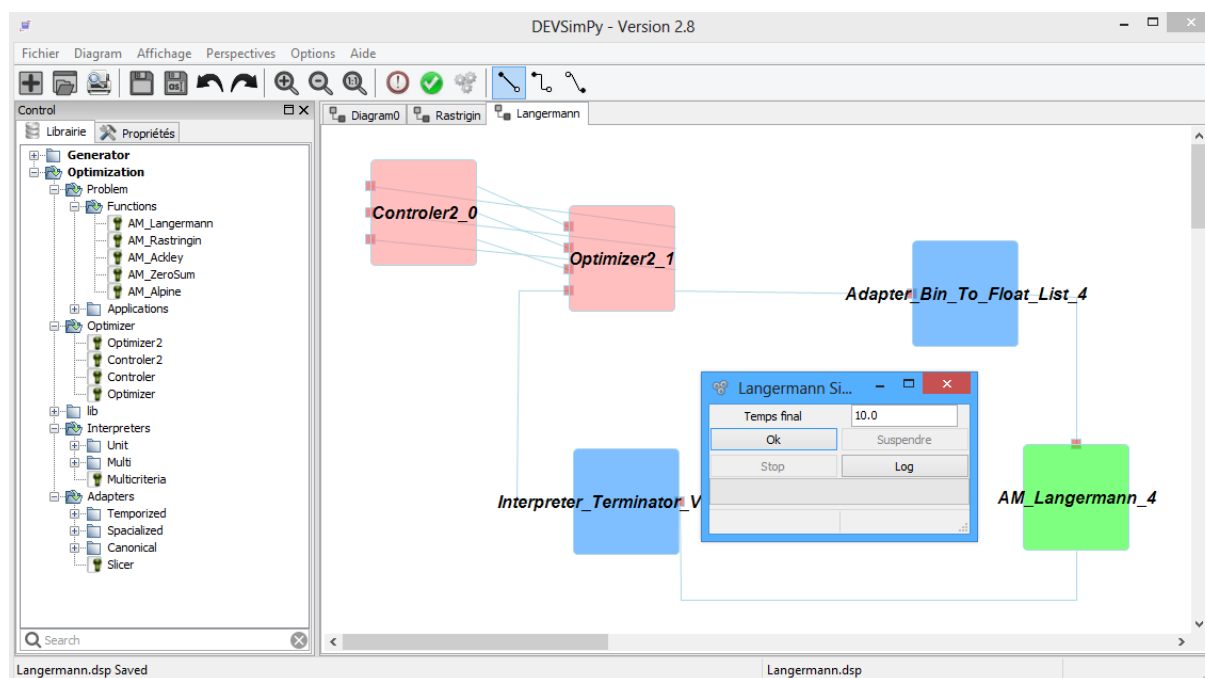 DEVSimPy - Version 2.8
Fichier Diagram Affichage Perspectives Options Aide
as
1:1
Control
Librairie Propriétés
Diagram0 Rastrigin Langermann
Generator
Optimization
Problem
Functions
AM_Langermann
AM_Rastringin
AM_Ackley
AM_ZeroSum
AM_Alpine
Applications
Optimizer
Optimizer2
Controler2
Controler
Optimizer
lib
Interpreters
Unit
Multi
Multicriteria
Adapters
Temporized
Spacialized
Canonical
Slicer
Search
Controler2_0
Optimizer2_1
Adapter_Bin_To_Float_List_4
Langermann Si...
Temps final 10.0
Ok Suspendre
Stop Log
Interpreter_Terminator_V
AM_Langermann_4
Langermann.dsp Saved Langermann.dsp